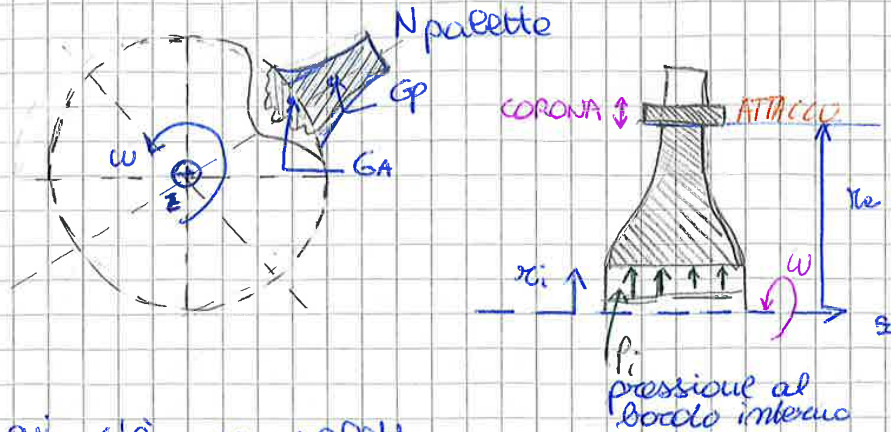 N palette
GP
GA
ω
z
CORONA
ATTACCO
re
ri
ω
z
Pi
pressione al
bordo interno